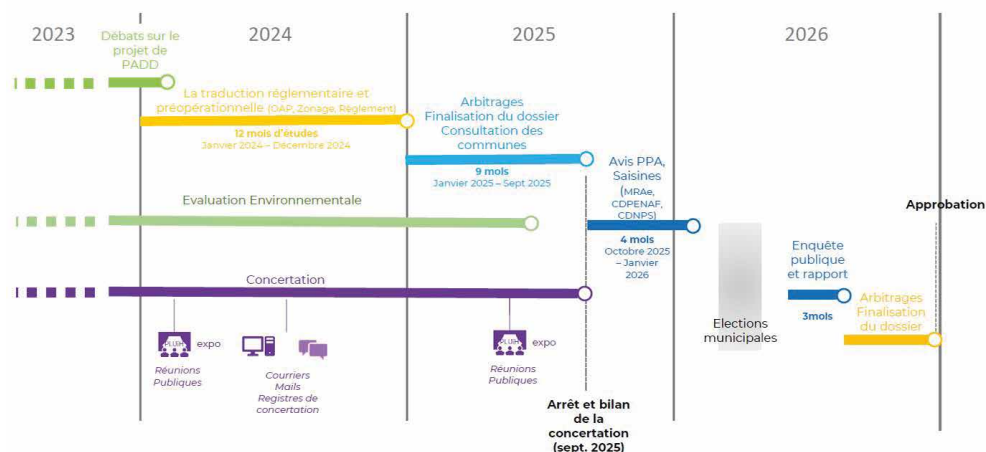 2023
2024
2025
2026
Débats sur le
projet de
PADD
La traduction réglementaire et
préopérationnelle (OAP, Zonage, Règlement)
12 mois d'études
Janvier 2024 – Décembre 2024
Arbitrages
Finalisation du dossier
Consultation des
communes
9 mois
Janvier 2025 – Sept 2025
Avis PPA,
Saisines
(MRAe,
CDPENAF,
CDNPS)
4 mois
Octobre 2025
– Janvier
2026
Evaluation Environnementale
Approbation
Enquête
publique
et rapport
3mois
Concertation
Arbitrages
Finalisation
du dossier
Elections
municipales
PLUiH
expo
Réunions
Publiques
Courriers
Mails
Registres de
concertation
PLUiH
expo
Réunions
Publiques
Arrêt et bilan
de la
concertation
(sept. 2025)